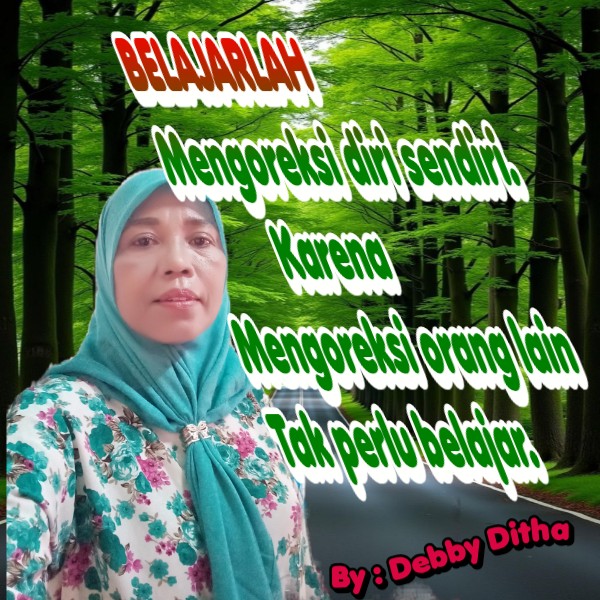 BELAJARLAH
Mengoreksi diri sendiri.
Karena
Mengoreksi orang lain
Tak perlu belajar.
By : Debby Ditha